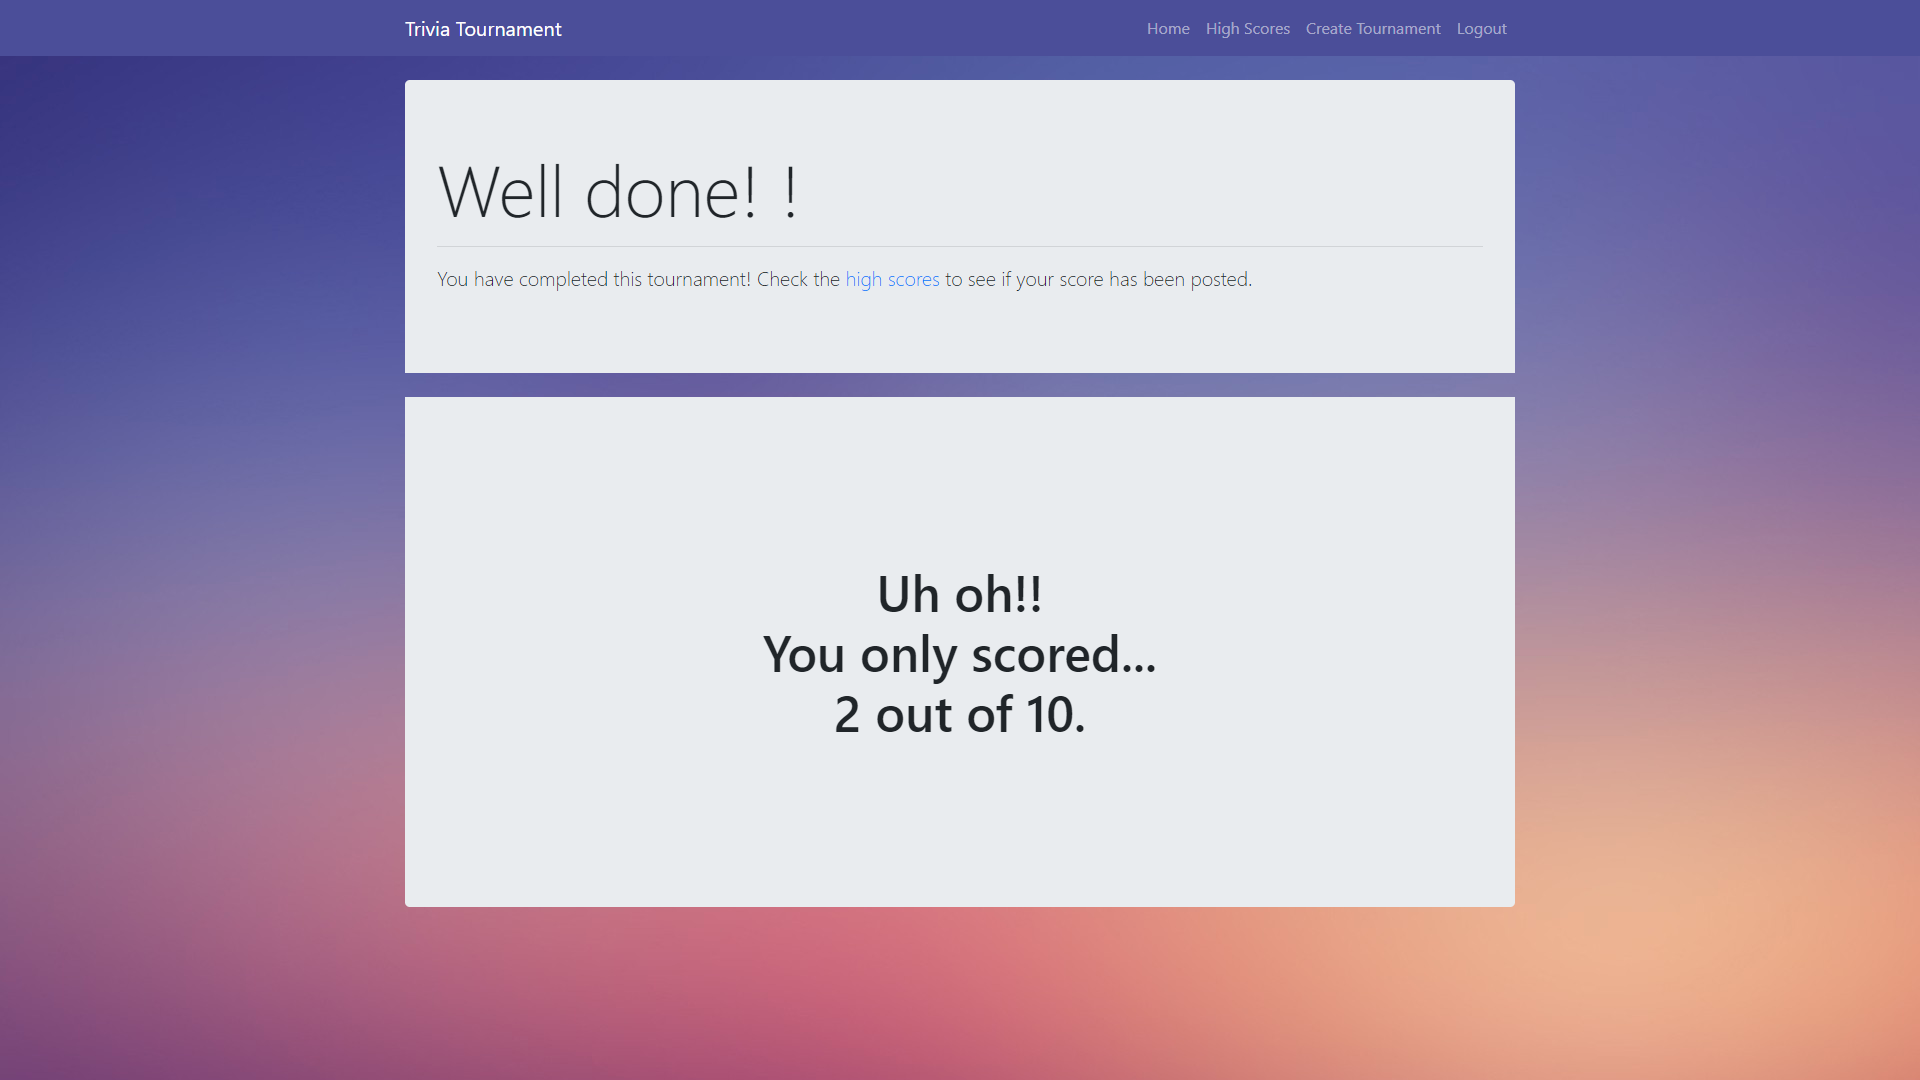 Trivia Tournament
Home High Scores Create Tournament Logout
Well done! !
You have completed this tournament! Check the high scores to see if your score has been posted.
Uh oh!!
You only scored...
2 out of 10.